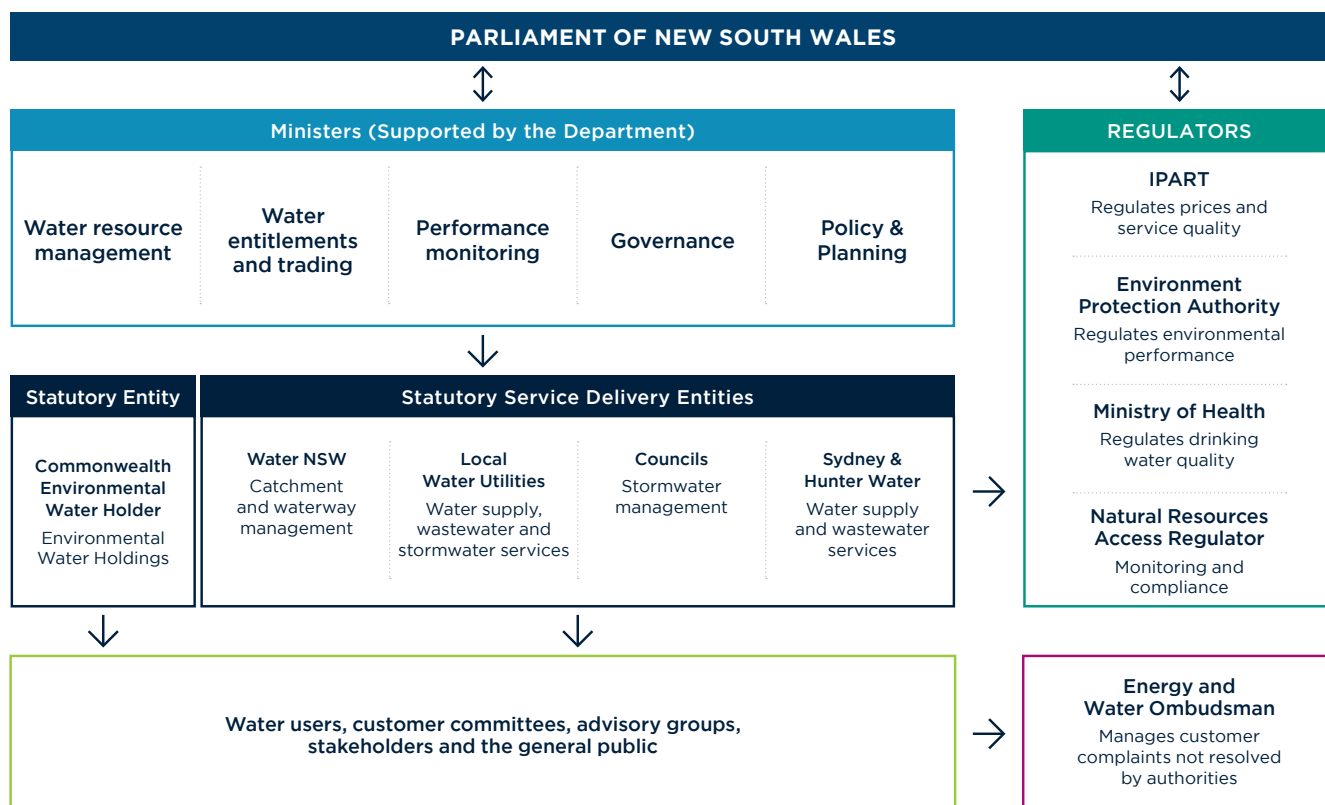 PARLIAMENT OF NEW SOUTH WALES
Ministers (Supported by the Department)
Water resource
management
Water
entitlements
and trading
Performance
monitoring
Governance
Policy &
Planning
REGULATORS
IPART
Regulates prices and
service quality
Environment
Protection Authority
Regulates environmental
performance
Ministry of Health
Regulates drinking
water quality
Natural Resources
Access Regulator
Monitoring and
compliance
Statutory Entity
Commonwealth
Environmental
Water Holder
Environmental
Water Holdings
Statutory Service Delivery Entities
Water NSW
Catchment
and waterway
management
Local
Water Utilities
Water supply,
wastewater and
stormwater services
Councils
Stormwater
management
Sydney &
Hunter Water
Water supply
and wastewater
services
Water users, customer committees, advisory groups,
stakeholders and the general public
Energy and
Water Ombudsman
Manages customer
complaints not resolved
by authorities